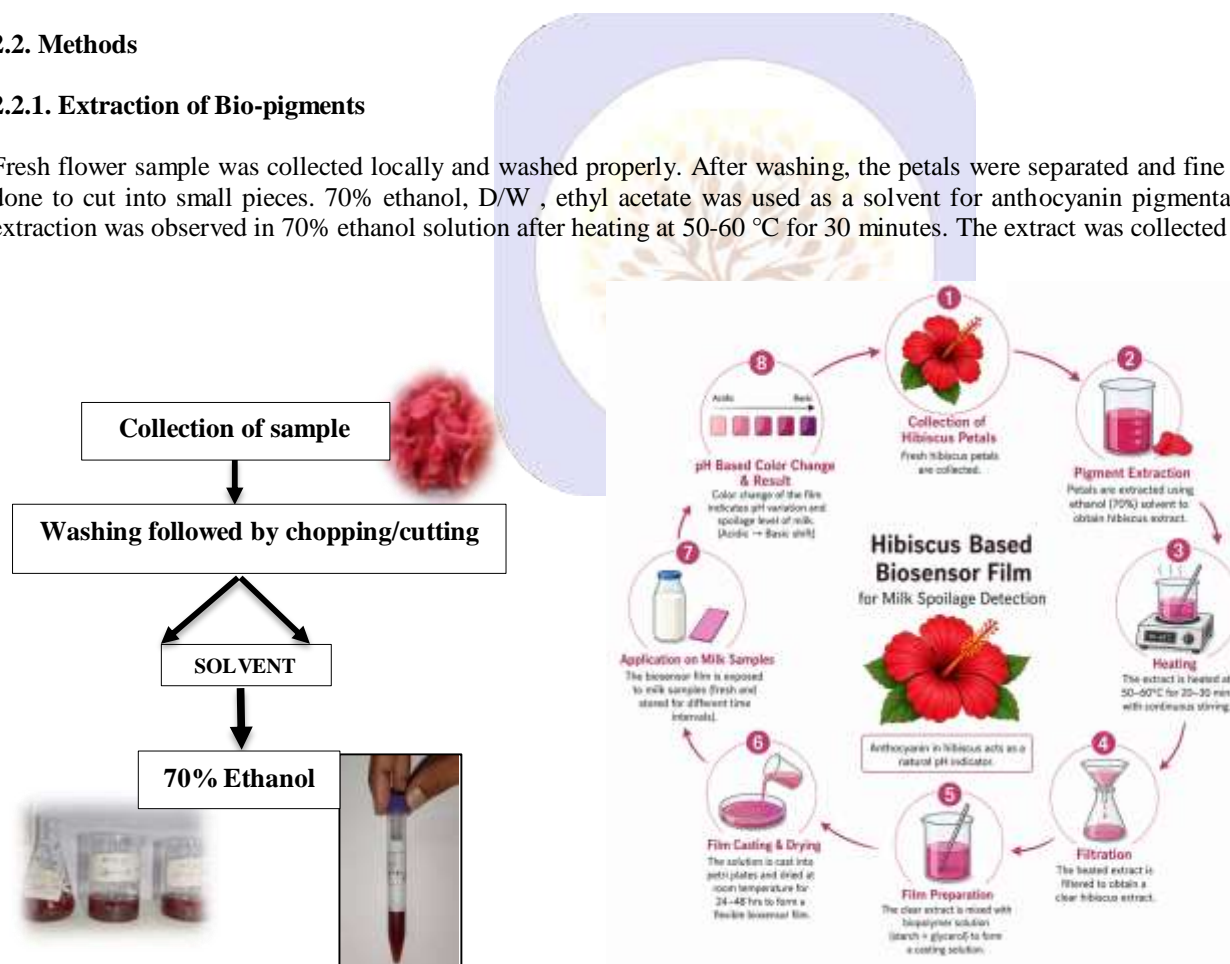 2.2. Methods
2.2.1. Extraction of Bio-pigments
Fresh flower sample was collected locally and washed properly. After washing, the petals were separated and fine
done to cut into small pieces. 70% ethanol, D/W , ethyl acetate was used as a solvent for anthocyanin pigmenta
extraction was observed in 70% ethanol solution after heating at 50-60 °C for 30 minutes. The extract was collected
Collection of sample
Washing followed by chopping/cutting
SOLVENT
70% Ethanol
Hibiscus Based
Biosensor Film
for Milk Spoilage Detection
Anthocyanin in hibiscus acts as a
natural pH indicator.
1
Collection of
Hibiscus Petals
Fresh hibiscus petals
are collected.
2
Pigment Extraction
Petals are extracted using
ethanol (70%) solvent to
obtain hibiscus extract.
3
Heating
The extract is heated at
50–60°C for 20–30 min
with continuous stirring.
4
Filtration
The heated extract is
filtered to obtain a
clear hibiscus extract.
5
Film Preparation
The clear extract is mixed with
biopolymer solution
(starch + glycerol) to form
a casting solution.
6
Film Casting & Drying
The solution is cast into
petri plates and dried at
room temperature for
24–48 hrs to form a
flexible biosensor film.
7
Application on Milk Samples
The biosensor film is exposed
to milk samples (fresh and
stored for different time
intervals).
8
Acidic Basic
pH Based Color Change
& Result
Color change of the film
indicates pH variation and
spoilage level of milk.
(Acidic → Basic shift)